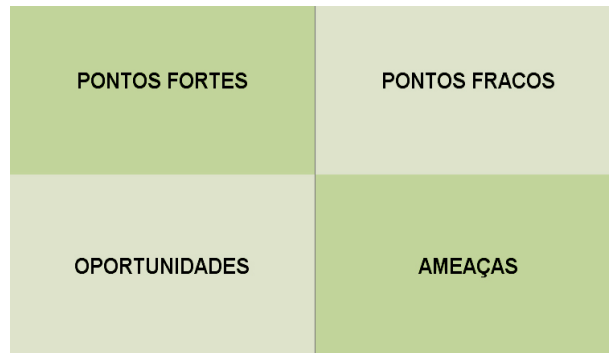 PONTOS FORTES
PONTOS FRACOS
OPORTUNIDADES
AMEAÇAS